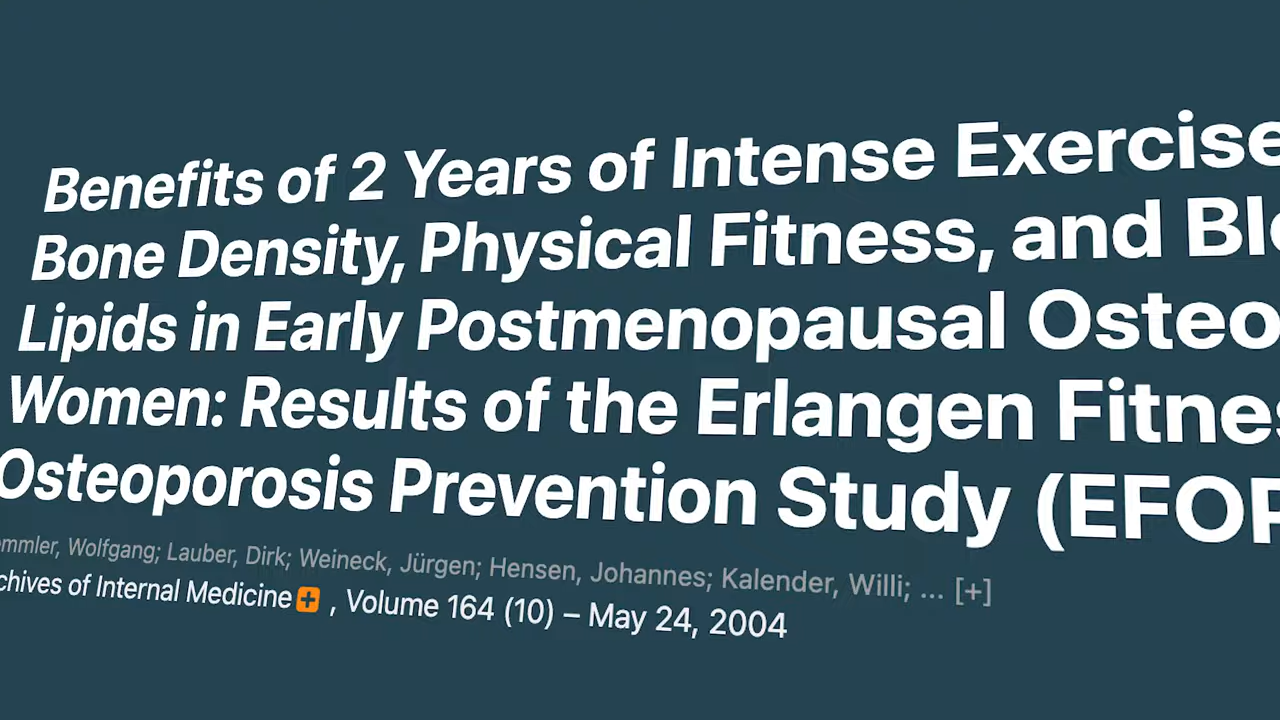 Benefits of 2 Years of Intense Exercise
Bone Density, Physical Fitness, and Blo
Lipids in Early Postmenopausal Osteo
Women: Results of the Erlangen Fitnes
Osteoporosis Prevention Study (EFOP
emmler, Wolfgang; Lauber, Dirk; Weineck, Jürgen; Hensen, Johannes; Kalender, Willi; ... [+]
chives of Internal Medicine , Volume 164 (10) – May 24, 2004